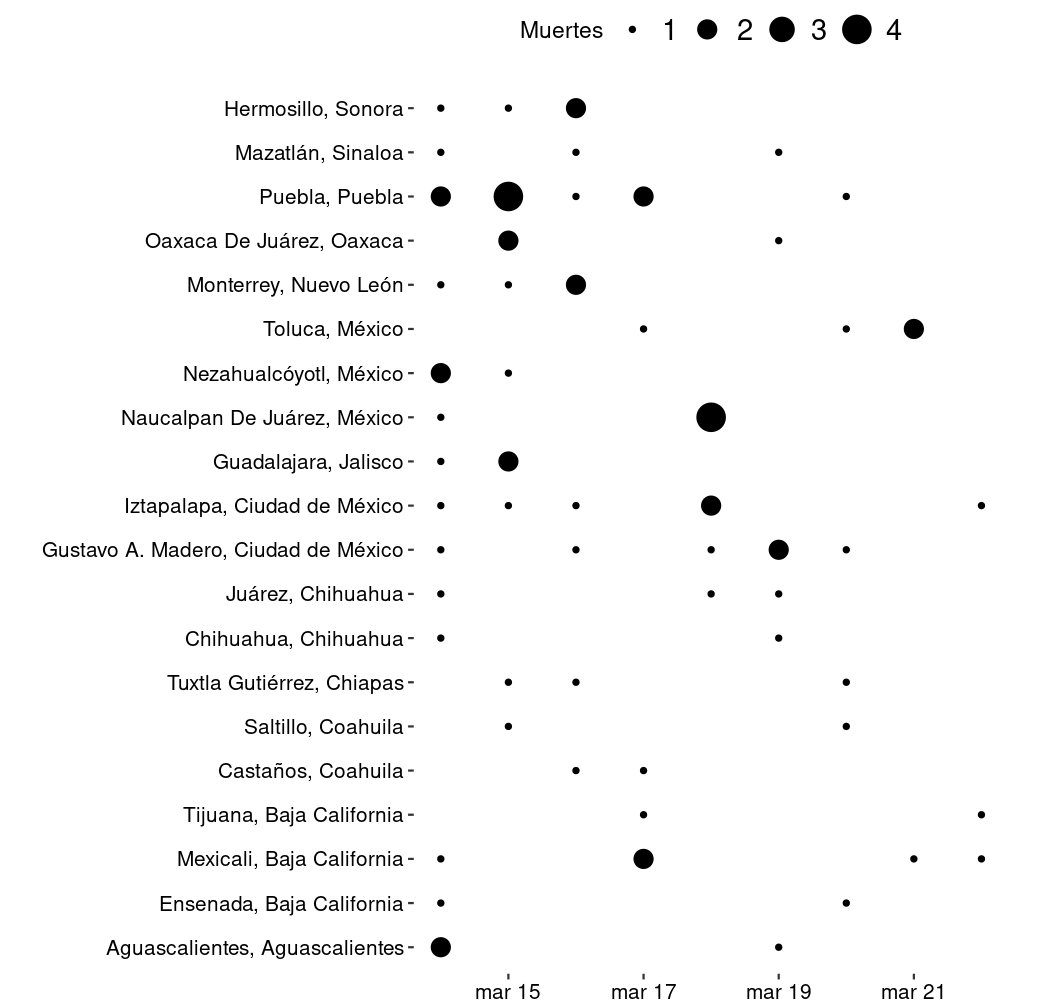 Muertes 1 2 3 4
Hermosillo, Sonora
Mazatlán, Sinaloa
Puebla, Puebla
Oaxaca De Juárez, Oaxaca
Monterrey, Nuevo León
Toluca, México
Nezahualcóyotl, México
Naucalpan De Juárez, México
Guadalajara, Jalisco
Iztapalapa, Ciudad de México
Gustavo A. Madero, Ciudad de México
Juárez, Chihuahua
Chihuahua, Chihuahua
Tuxtla Gutiérrez, Chiapas
Saltillo, Coahuila
Castaños, Coahuila
Tijuana, Baja California
Mexicali, Baja California
Ensenada, Baja California
Aguascalientes, Aguascalientes
mar 15 mar 17 mar 19 mar 21